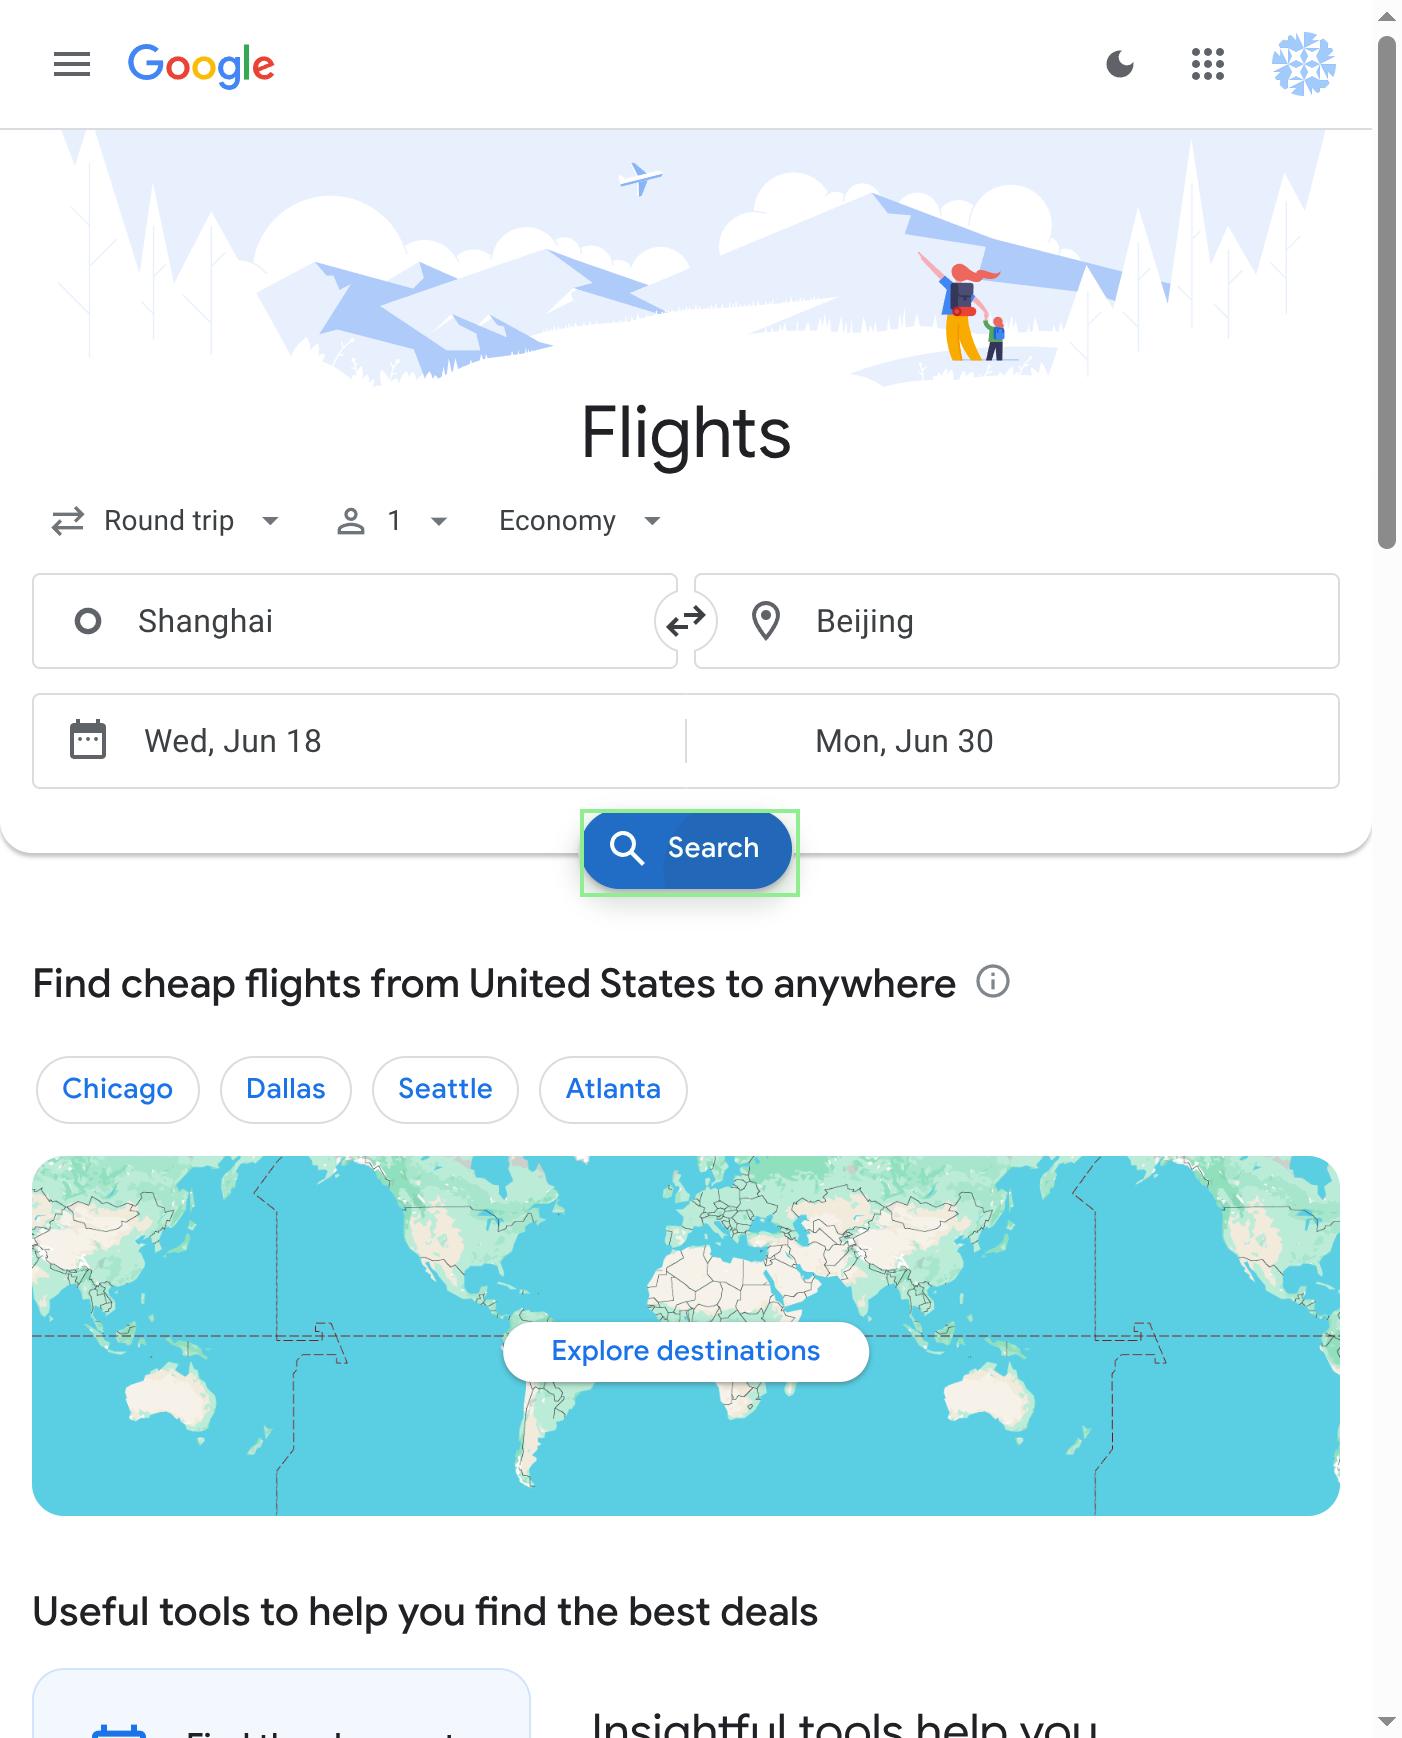 Google
Flights
Round trip 1 Economy
Shanghai Beijing
Wed, Jun 18 Mon, Jun 30
Search
Find cheap flights from United States to anywhere
Chicago Dallas Seattle Atlanta
Explore destinations
Useful tools to help you find the best deals
Insightful tools help you